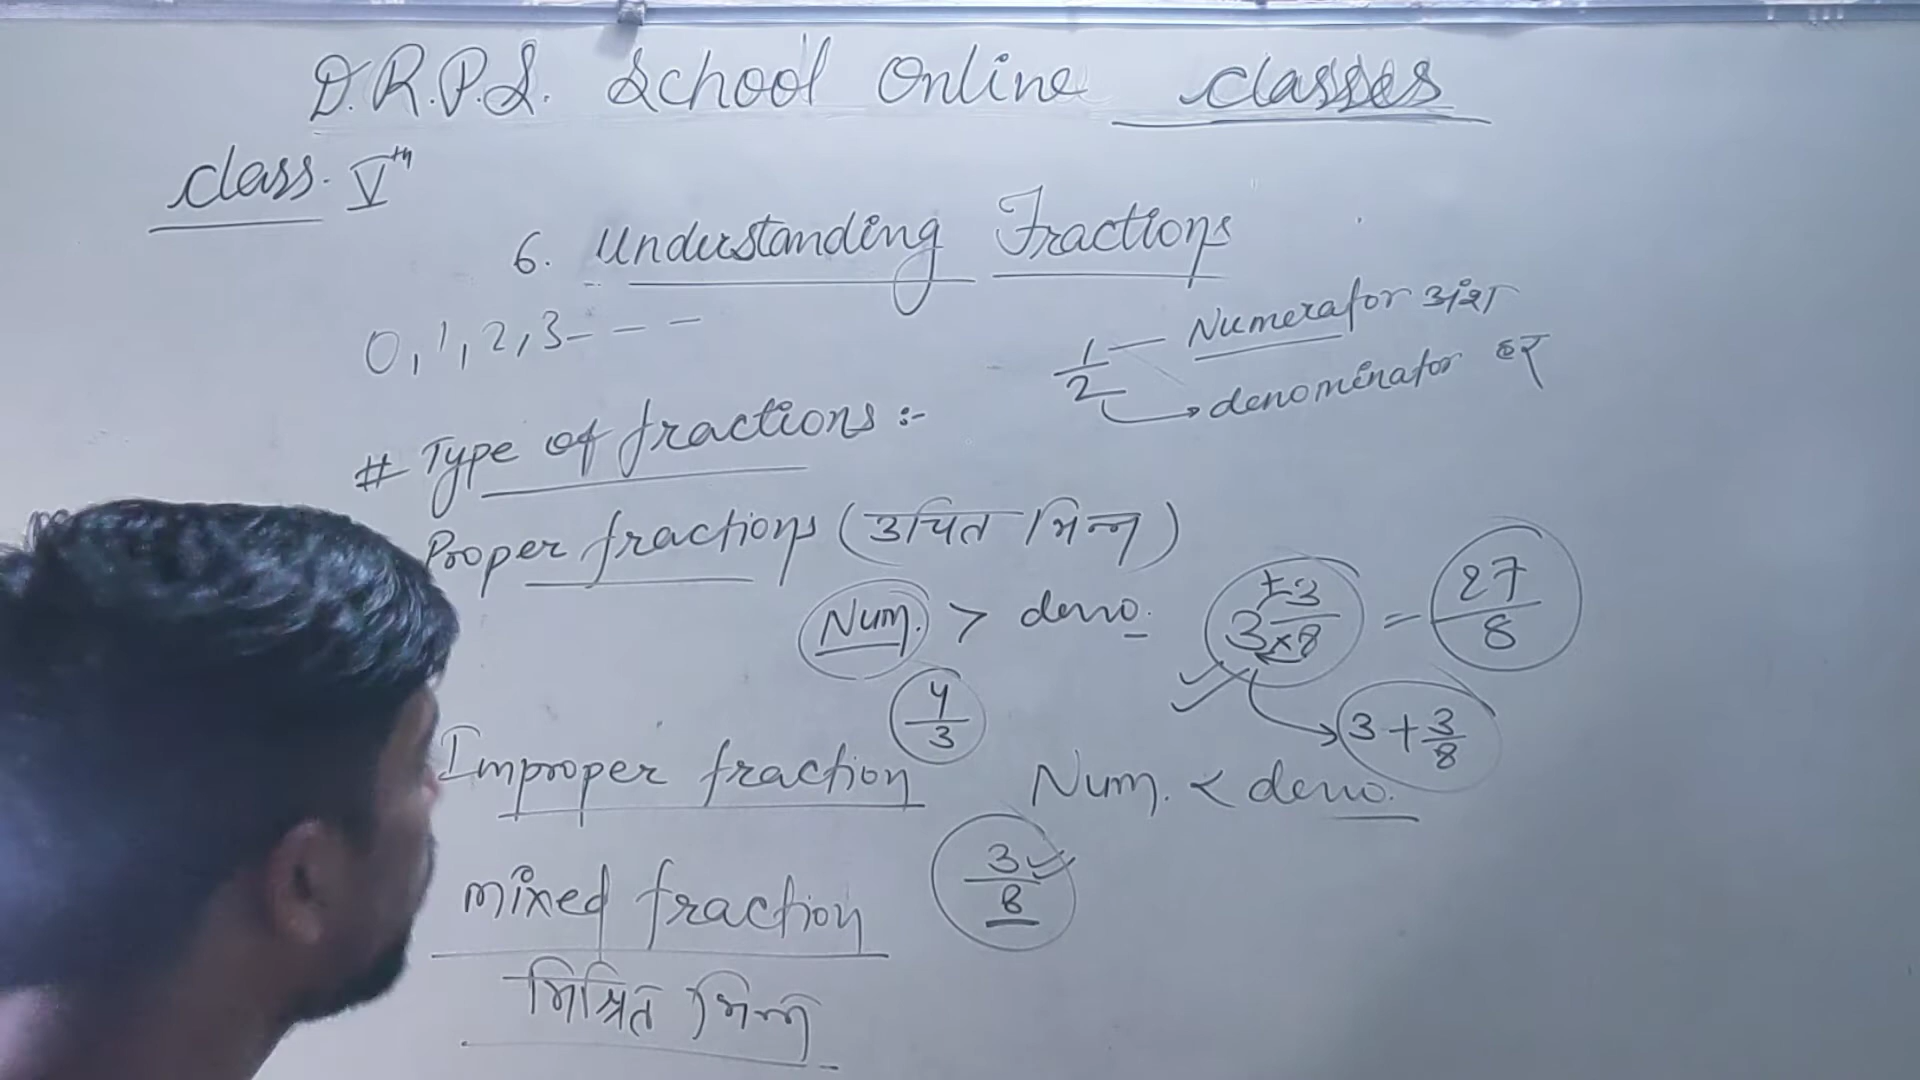 D.R.P.S. School Online classes
class. Vth
6. Understanding Fractions
0, 1, 2, 3 - - -
1/2 — Numerator अंश
→ denominator हर
# Type of fractions :-
Proper fractions (उचित भिन्न)
Num. > deno. 3 +3/×8 = 27/8
4/3 → 3 + 3/8
Improper fraction Num. < deno.
3/8
mixed fraction
मिश्रित भिन्न